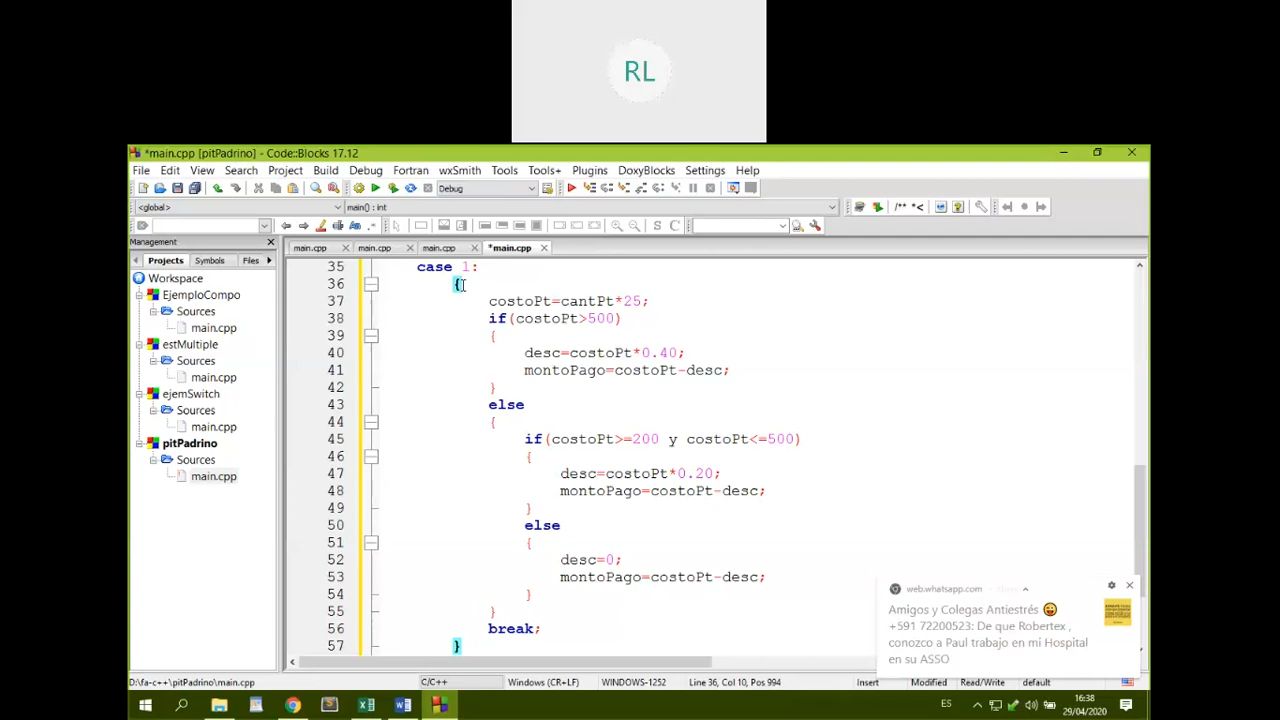 RL
*main.cpp [pitPadrino] - Code::Blocks 17.12
File Edit View Search Project Build Debug Fortran wxSmith Tools Tools+ Plugins DoxyBlocks Settings Help
Debug
/** *<
<global> main() : int
Management
Projects Symbols Files
main.cpp main.cpp main.cpp *main.cpp
Workspace
EjemploCompo
Sources
main.cpp
estMultiple
Sources
main.cpp
ejemSwitch
Sources
main.cpp
pitPadrino
Sources
main.cpp
35 case 1:
36 {
37 costoPt=cantPt*25;
38 if(costoPt>500)
39 {
40 desc=costoPt*0.40;
41 montoPago=costoPt-desc;
42 }
43 else
44 {
45 if(costoPt>=200 y costoPt<=500)
46 {
47 desc=costoPt*0.20;
48 montoPago=costoPt-desc;
49 }
50 else
51 {
52 desc=0;
53 montoPago=costoPt-desc;
54 }
55 }
56 break;
57 }
web.whatsapp.com
Amigos y Colegas Antiestrés 😜
+591 72200523: De que Robertex ,
conozco a Paul trabajo en mi Hospital
en su ASSO
D:\fa-c++\pitPadrino\main.cpp C/C++ Windows (CR+LF) WINDOWS-1252 Line 36, Col 10, Pos 994 Insert Modified Read/Write default
ES
16:38
29/04/2020